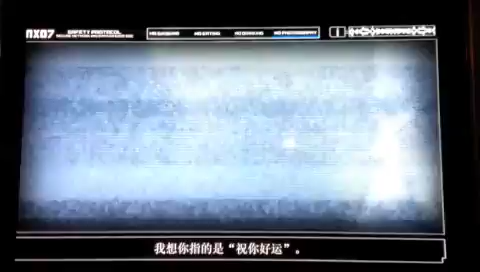 NX07
SAFETY PROTOCOL
NO SMOKING
NO EATING
NO DRINKING
NO PHOTOGRAPHY
我想你指的是“祝你好运”。